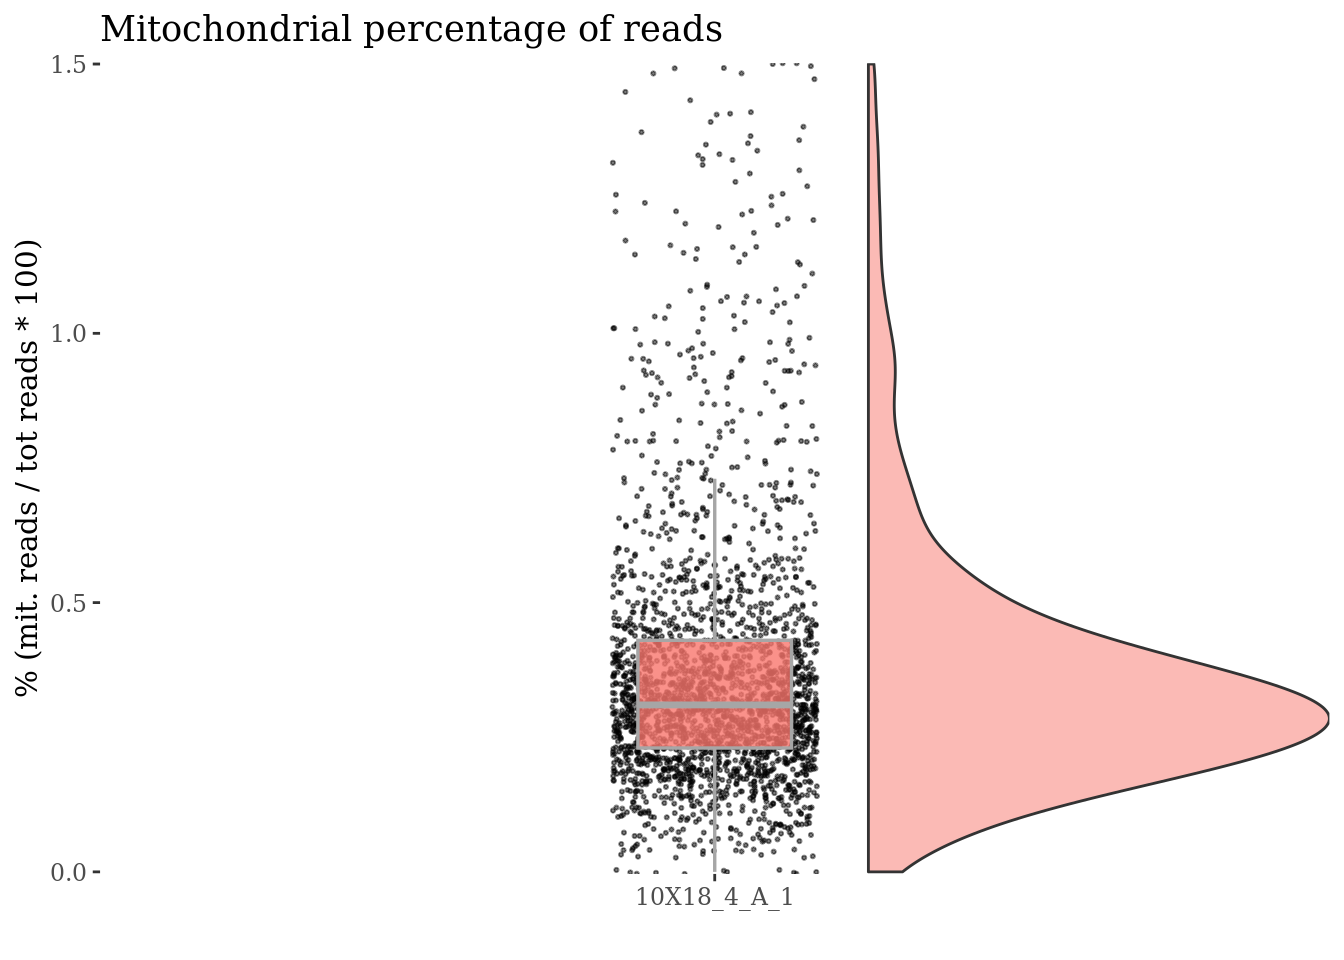 Mitochondrial percentage of reads
% (mit. reads / tot reads * 100)
1.5
1.0
0.5
0.0
10X18_4_A_1